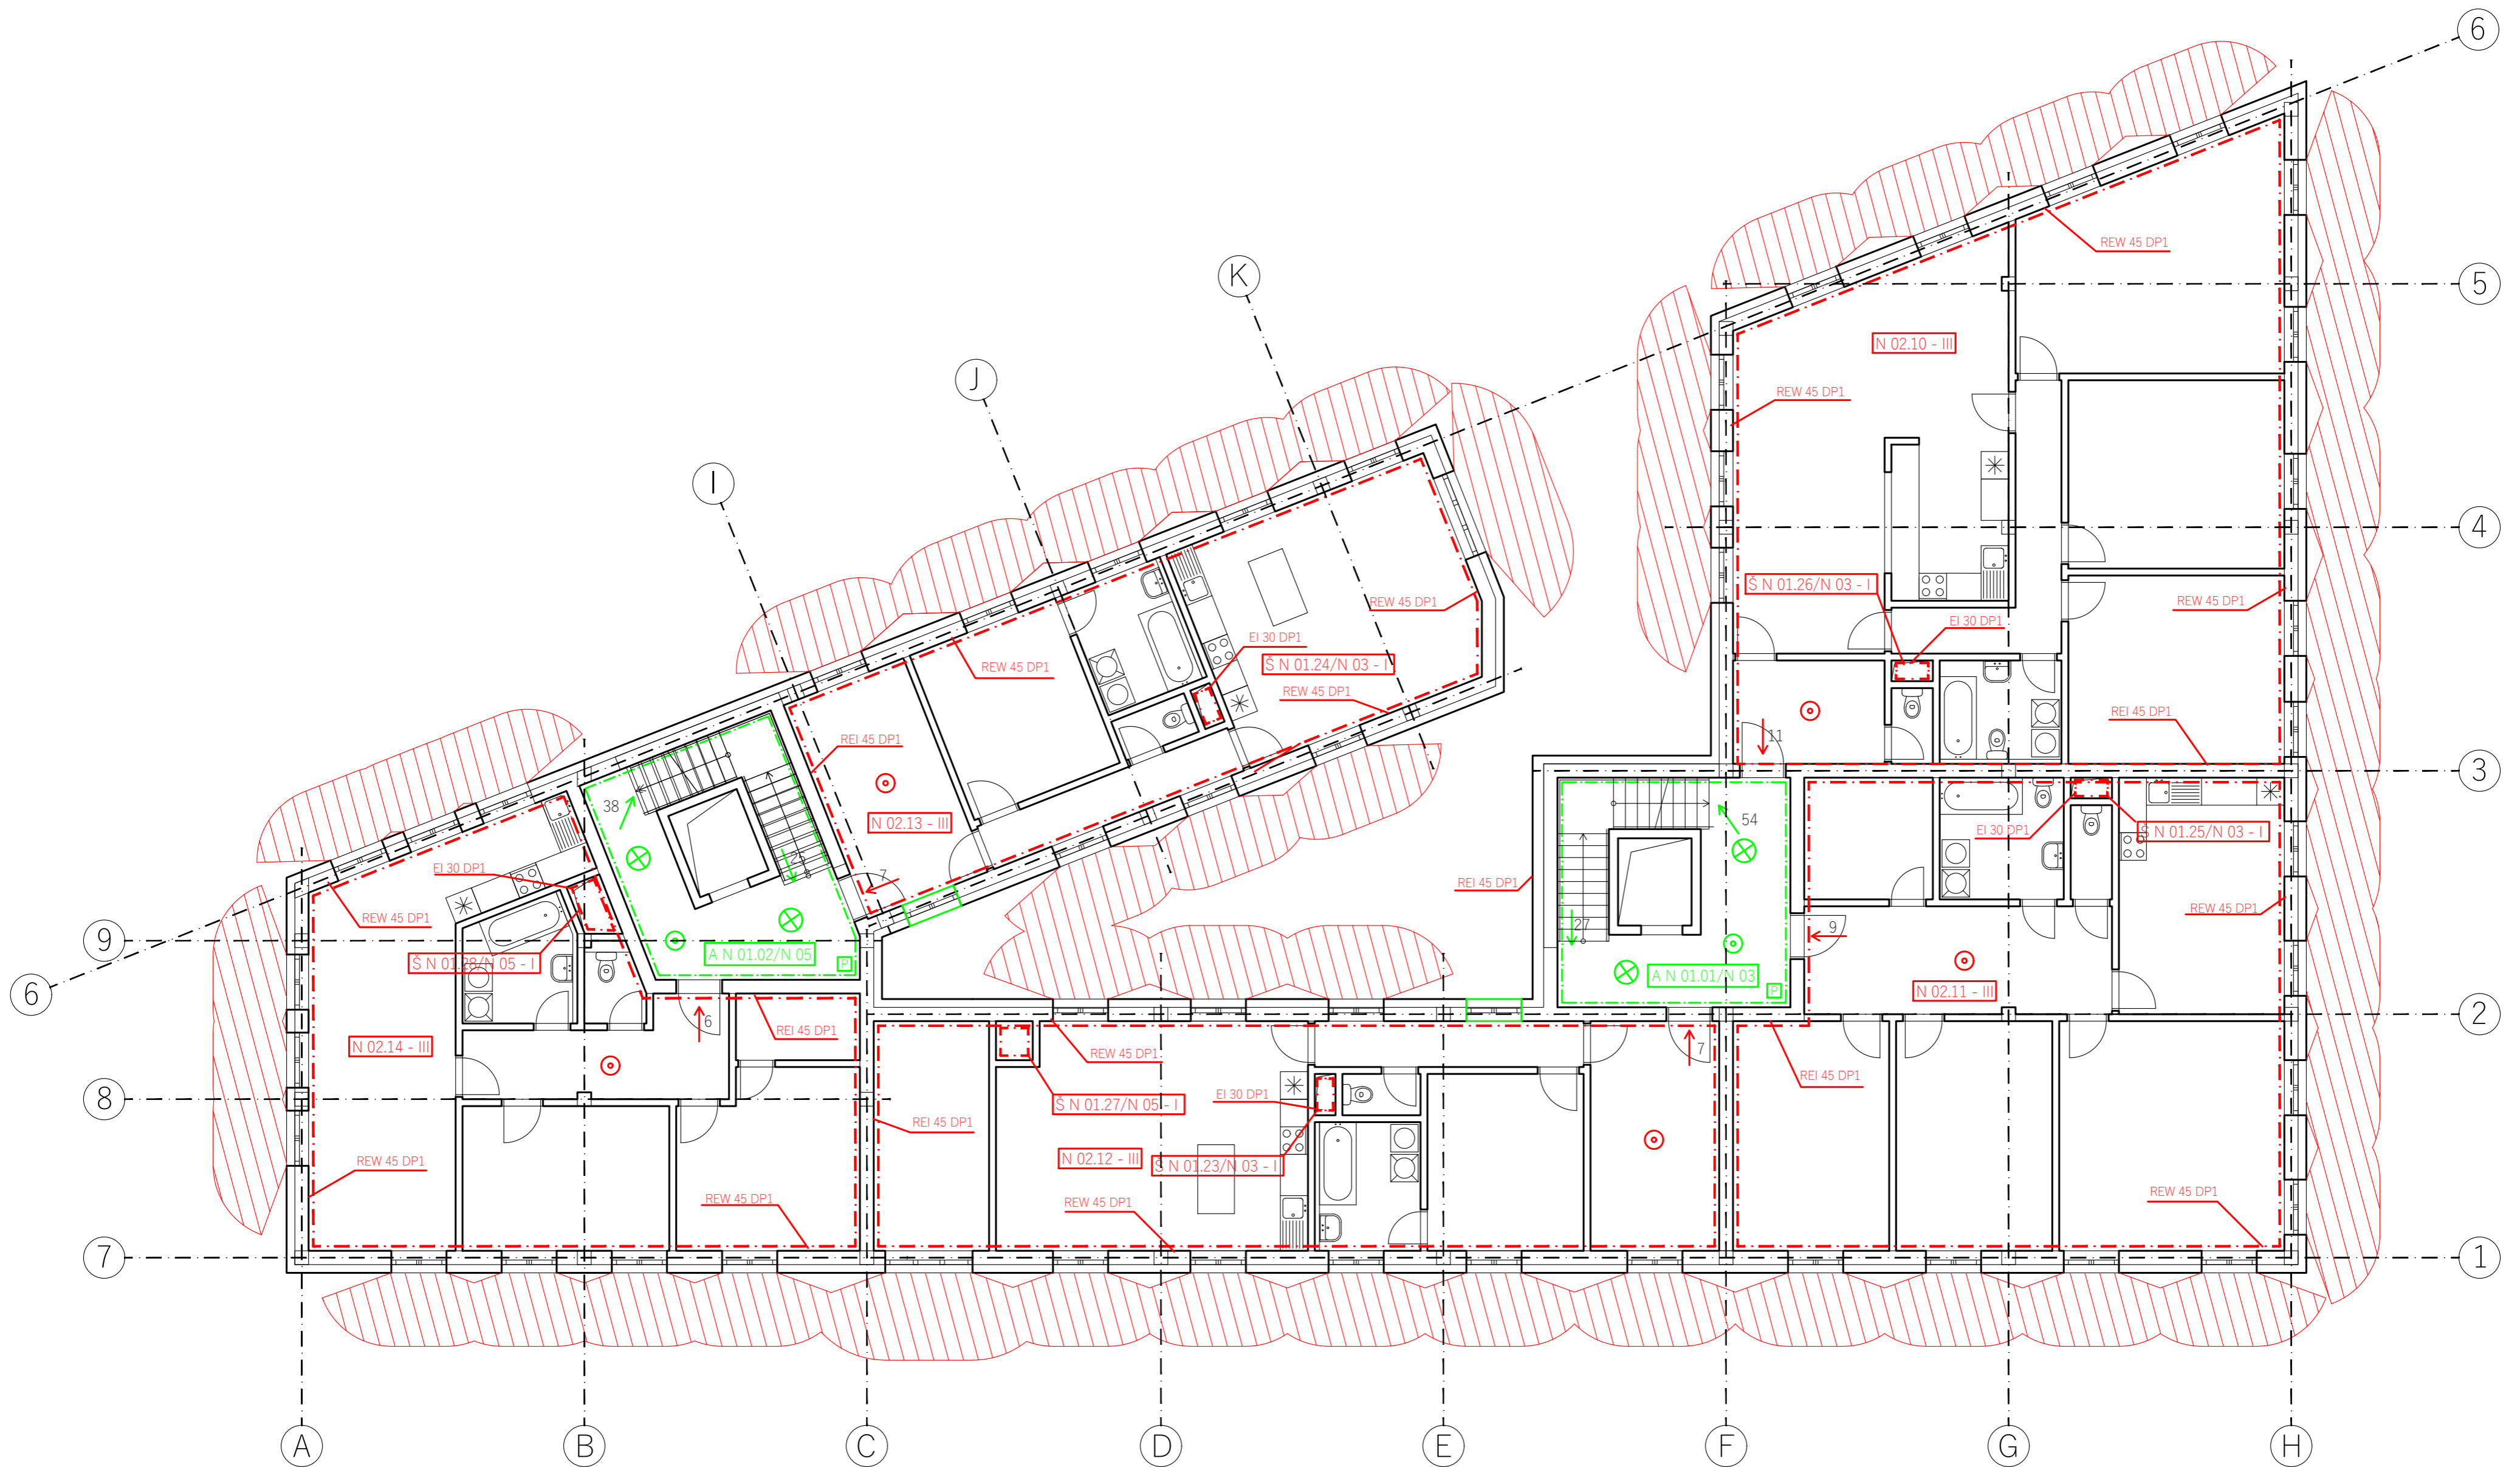 6
5
K
REW 45 DP1
N 02.10 - III
J
REW 45 DP1
I
4
Š N 01.26/N 03 - I
REW 45 DP1
REW 45 DP1
EI 30 DP1
EI 30 DP1
Š N 01.24/N 03 - I
REW 45 DP1
REW 45 DP1
REI 45 DP1
REI 45 DP1
11
3
38
N 02.13 - III
54
EI 30 DP1
Š N 01.25/N 03 - I
25
EI 30 DP1
7
REI 45 DP1
REW 45 DP1
REW 45 DP1
27
9
9
A N 01.02/N 05
P
Š N 01.28/N 05 - I
A N 01.01/N 03
P
N 02.11 - III
6
2
6
REI 45 DP1
N 02.14 - III
REW 45 DP1
7
REI 45 DP1
8
EI 30 DP1
Š N 01.27/N 05 - I
REI 45 DP1
N 02.12 - III
Š N 01.23/N 03 - I
REW 45 DP1
REW 45 DP1
REW 45 DP1
REW 45 DP1
7
1
A
B
C
D
E
F
G
H